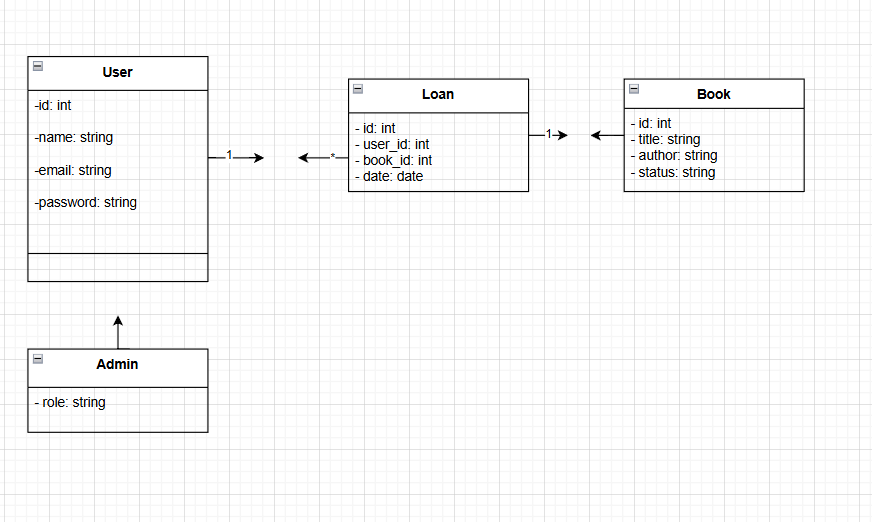 User
-id: int
-name: string
-email: string
-password: string
1
*
Loan
- id: int
- user_id: int
- book_id: int
- date: date
1
Book
- id: int
- title: string
- author: string
- status: string
Admin
- role: string